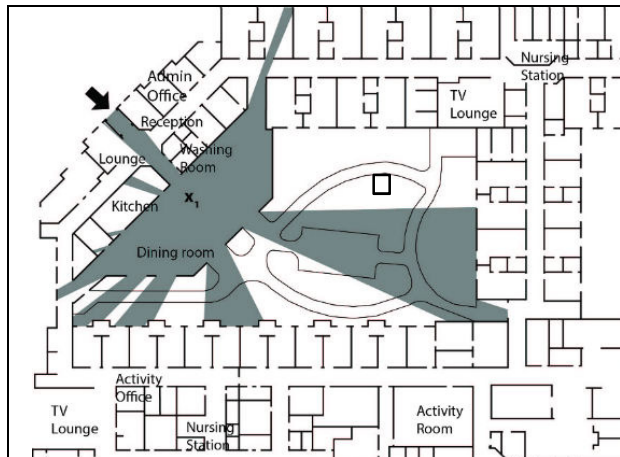 Nursing
Station
Admin
Office
TV
Lounge
Reception
Washing
Room
Lounge
Kitchen
x₁
Dining room
Activity
Office
TV
Lounge
Nursing
Station
Activity
Room